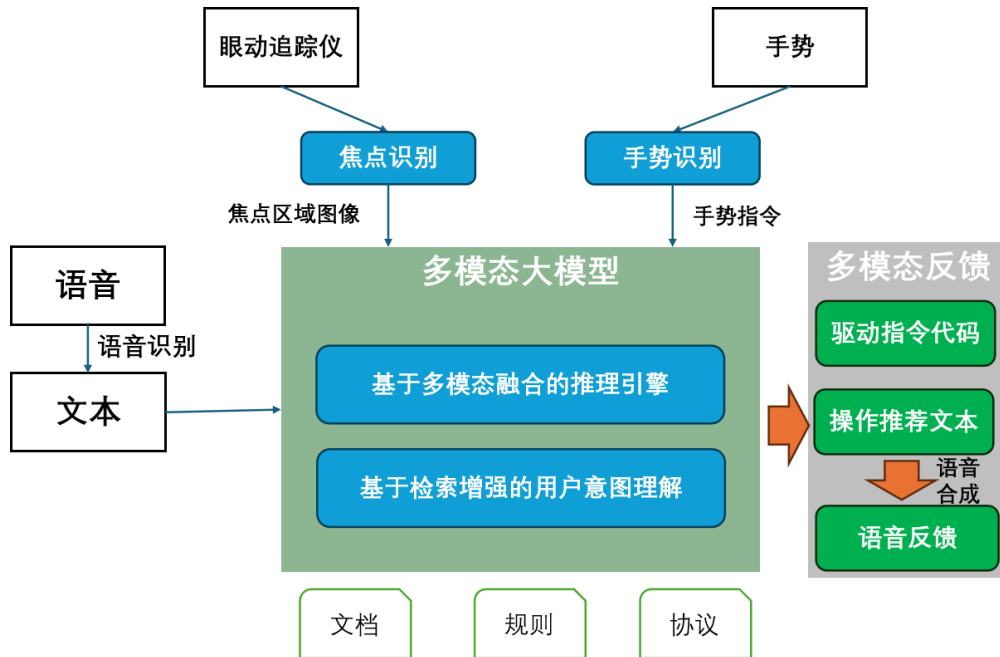 眼动追踪仪
手势
焦点识别
手势识别
焦点区域图像
手势指令
语音
语音识别
文本
多模态大模型
基于多模态融合的推理引擎
基于检索增强的用户意图理解
多模态反馈
驱动指令代码
操作推荐文本
语音
合成
语音反馈
文档
规则
协议